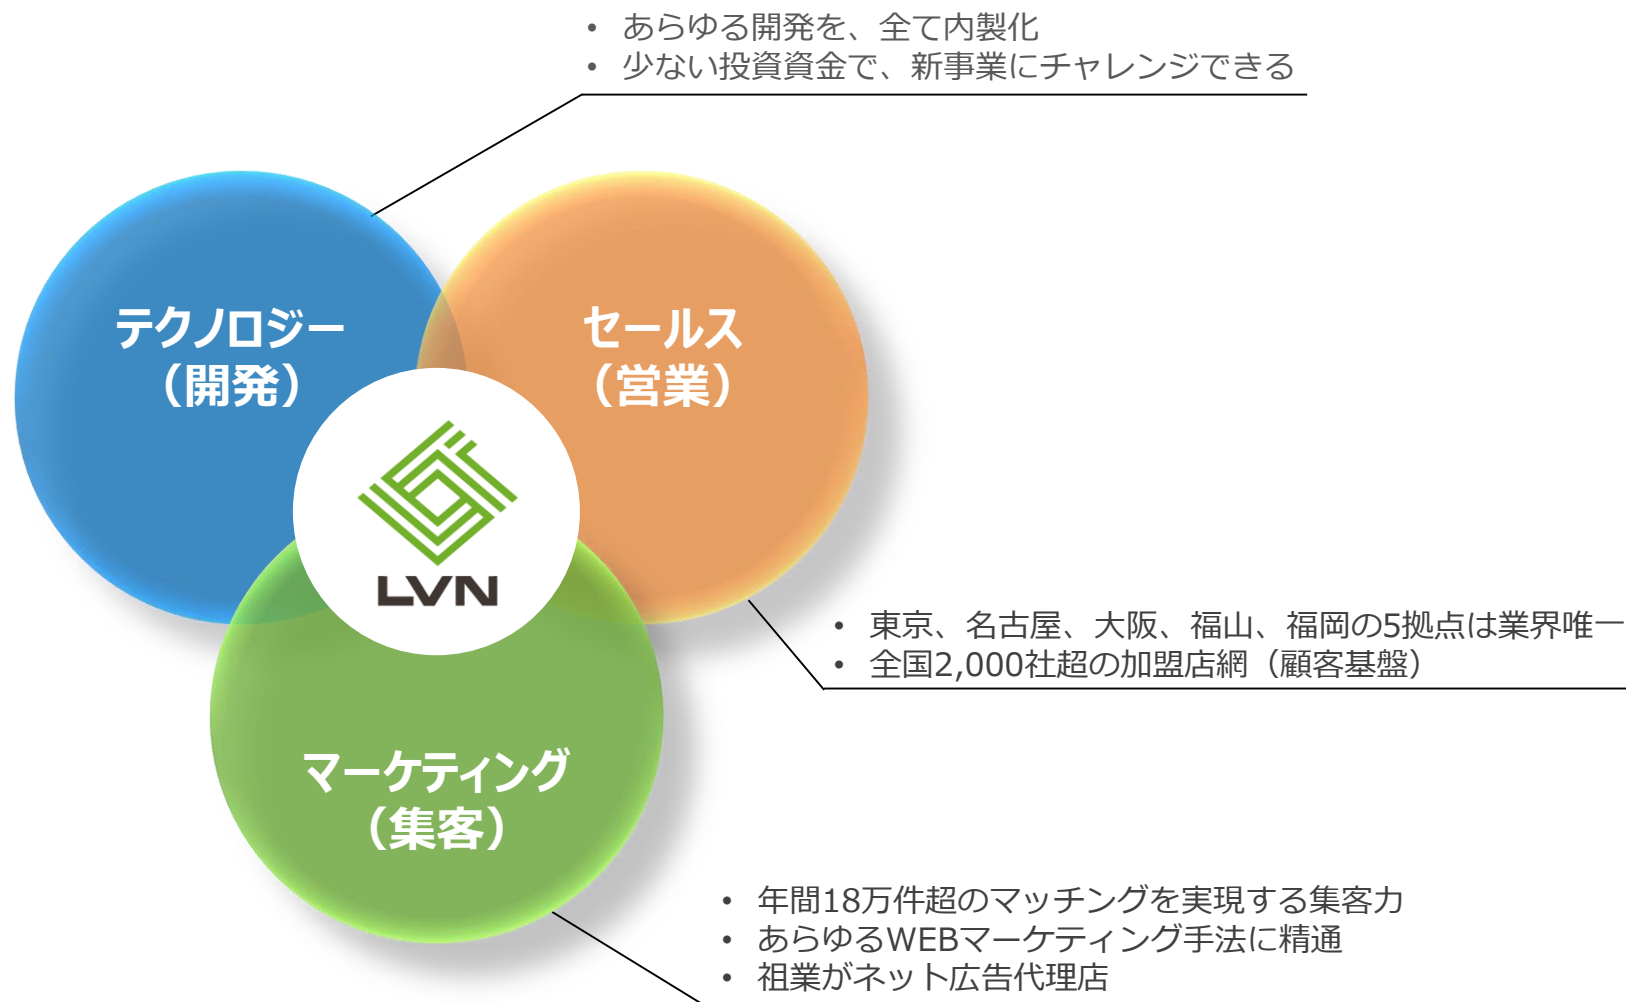 • あらゆる開発を、全て内製化
• 少ない投資資金で、新事業にチャレンジできる
テクノロジー
（開発）
セールス
（営業）
LVN
• 東京、名古屋、大阪、福山、福岡の5拠点は業界唯一
• 全国2,000社超の加盟店網（顧客基盤）
マーケティング
（集客）
• 年間18万件超のマッチングを実現する集客力
• あらゆるWEBマーケティング手法に精通
• 祖業がネット広告代理店